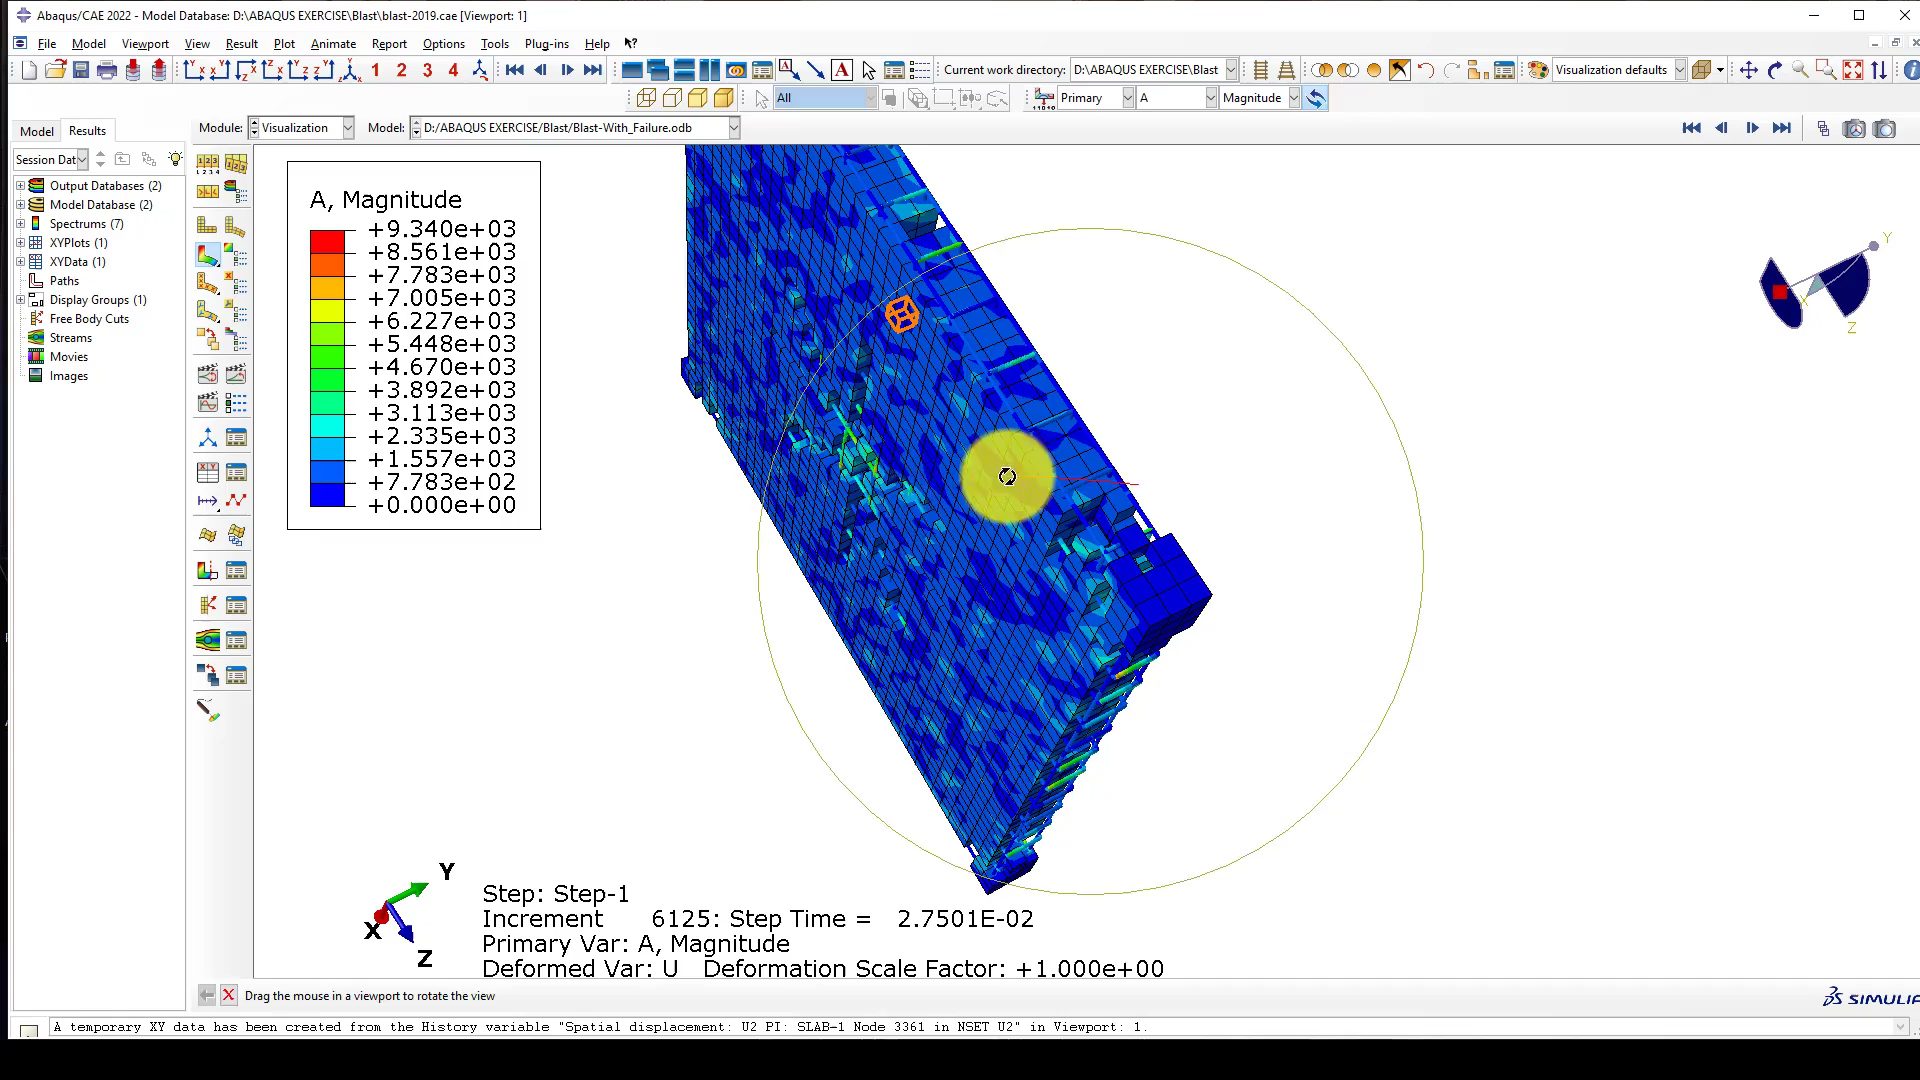 Abaqus/CAE 2022 - Model Database: D:\ABAQUS EXERCISE\Blast\blast-2019.cae [Viewport: 1]
File Model Viewport View Result Plot Animate Report Options Tools Plug-ins Help
1 2 3 4 Current work directory: D:\ABAQUS EXERCISE\Blast Visualization defaults
All Primary A Magnitude
Model Results Module: Visualization Model: D:/ABAQUS EXERCISE/Blast/Blast-With_Failure.odb
Session Dat
Output Databases (2)
Model Database (2)
Spectrums (7)
XYPlots (1)
XYData (1)
Paths
Display Groups (1)
Free Body Cuts
Streams
Movies
Images
A, Magnitude
+9.340e+03
+8.561e+03
+7.783e+03
+7.005e+03
+6.227e+03
+5.448e+03
+4.670e+03
+3.892e+03
+3.113e+03
+2.335e+03
+1.557e+03
+7.783e+02
+0.000e+00
Y
X
Z
Y
X
Z
Step: Step-1
Increment 6125: Step Time = 2.7501E-02
Primary Var: A, Magnitude
Deformed Var: U Deformation Scale Factor: +1.000e+00
Drag the mouse in a viewport to rotate the view
A temporary XY data has been created from the History variable "Spatial displacement: U2 PI: SLAB-1 Node 3361 in NSET U2" in Viewport: 1.